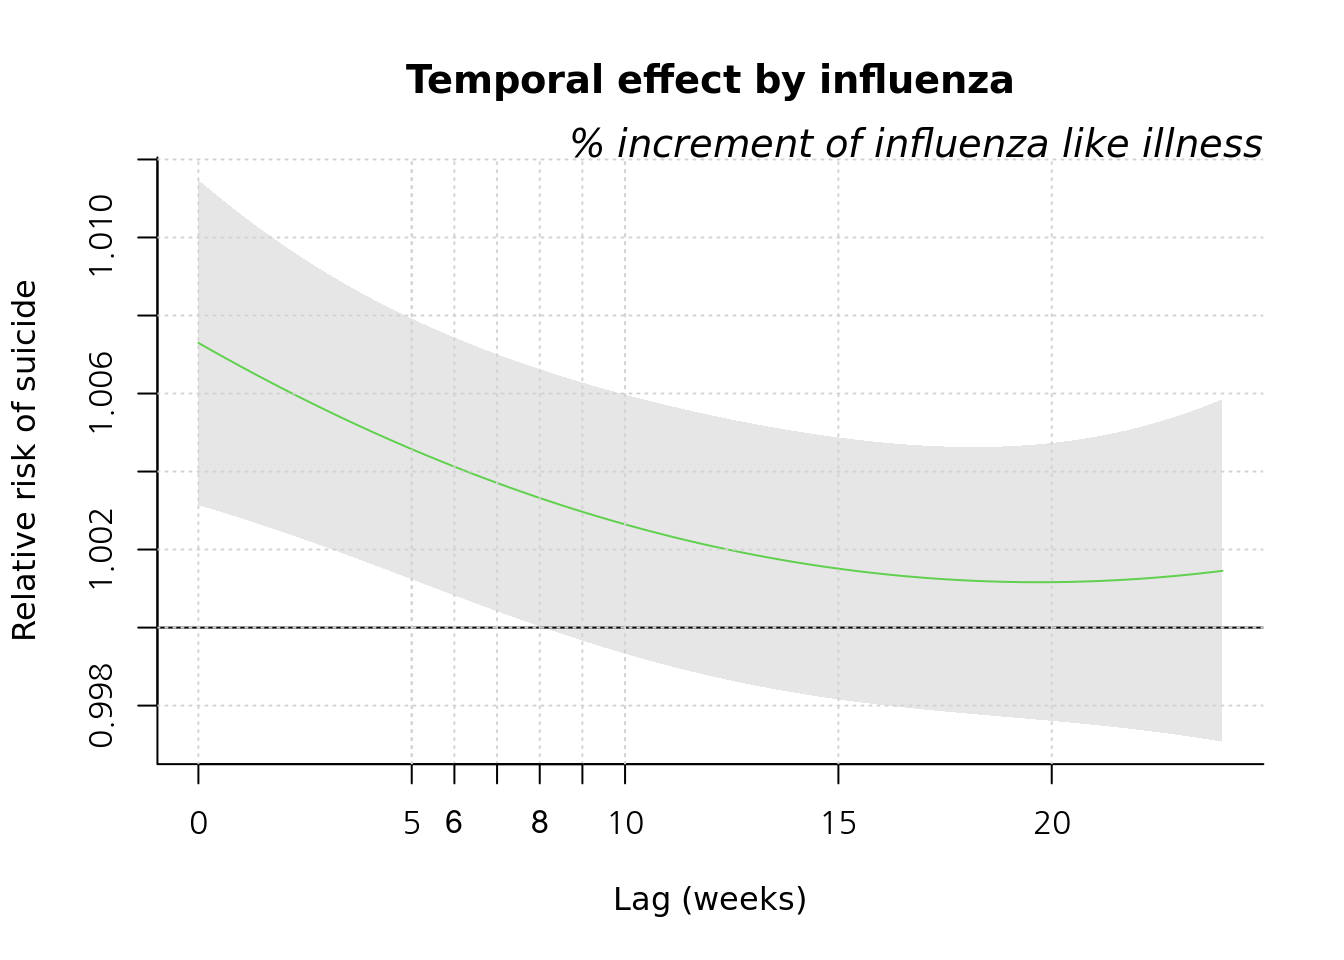 Temporal effect by influenza
% increment of influenza like illness
Relative risk of suicide
1.010
1.006
1.002
0.998
0 5 6 8 10 15 20
Lag (weeks)